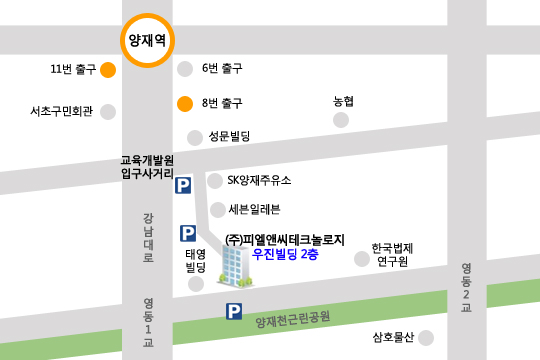 양재역
11번 출구
6번 출구
8번 출구
서초구민회관
농협
성문빌딩
교육개발원
입구사거리
P
SK양재주유소
세븐일레븐
강남대로
P
(주)피엘앤씨테크놀로지
우진빌딩 2층
태영
빌딩
한국법제
연구원
영동2교
영동1교
P
양재천근린공원
삼호물산